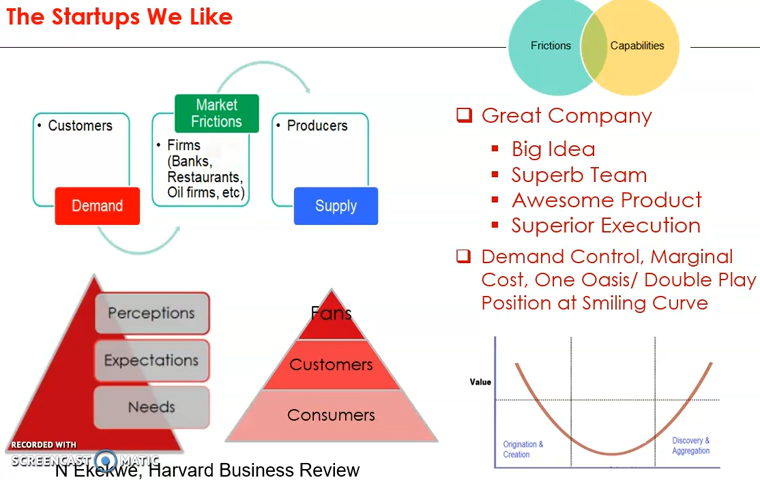 The Startups We Like
Frictions
Capabilities
• Customers
Demand
Market
Frictions
• Firms
(Banks,
Restaurants,
Oil firms, etc)
• Producers
Supply
Great Company
Big Idea
Superb Team
Awesome Product
Superior Execution
Demand Control, Marginal
Cost, One Oasis/ Double Play
Position at Smiling Curve
Perceptions
Expectations
Needs
Fans
Customers
Consumers
Value
Origination &
Creation
Discovery &
Aggregation
RECORDED WITH
SCREENCAST MATIC
N Ekekwe, Harvard Business Review